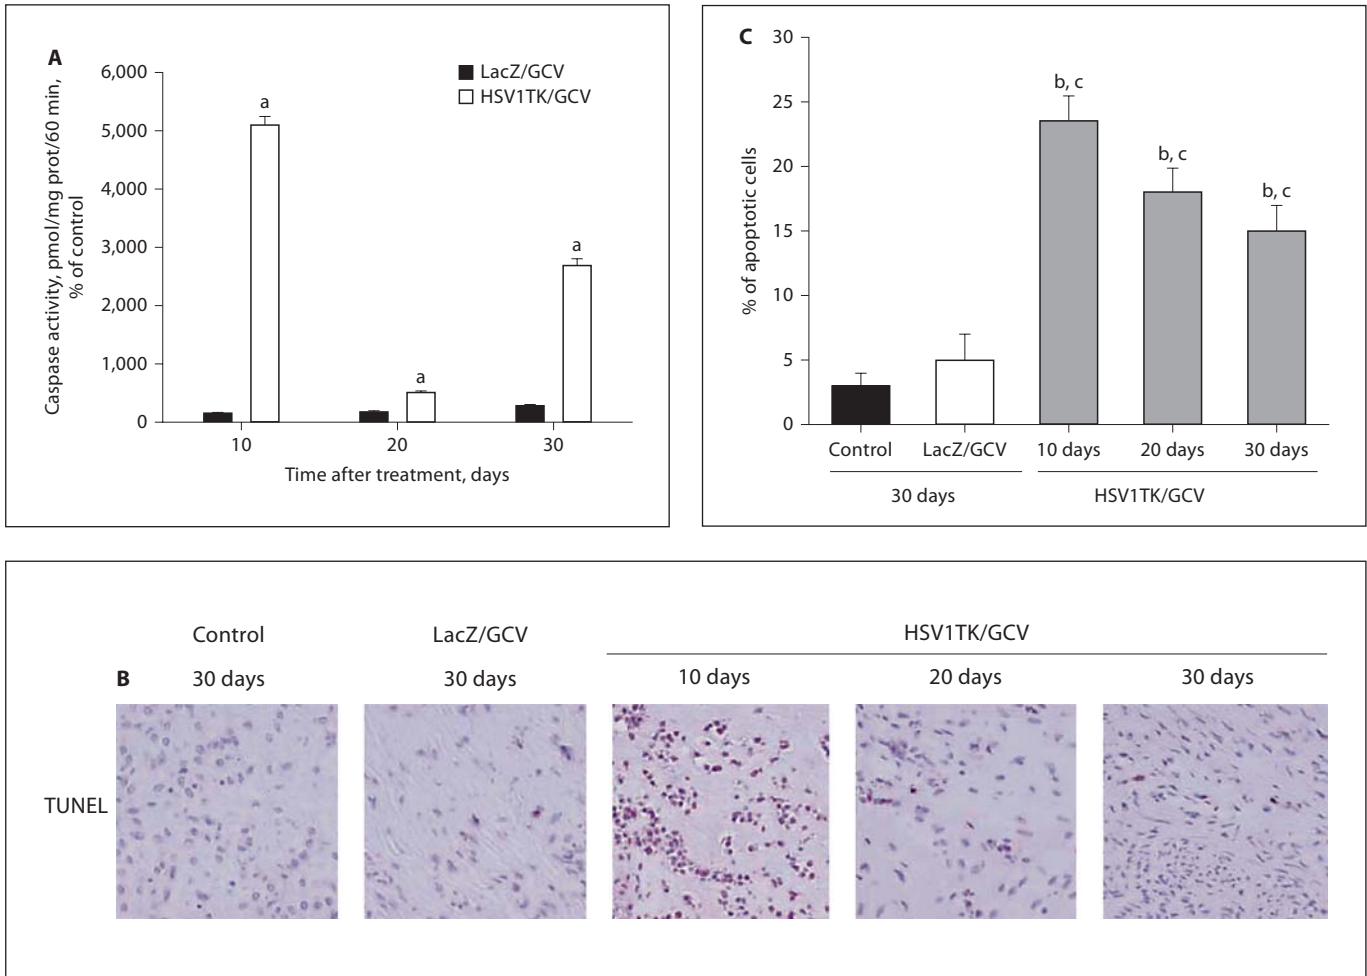 A
Caspase activity, pmol/mg prot/60 min,
% of control
6,000
5,000
4,000
3,000
2,000
1,000
0
LacZ/GCV
HSV1TK/GCV
a
a
a
10 20 30
Time after treatment, days
C
% of apoptotic cells
30
25
20
15
10
5
0
b, c
b, c
b, c
Control LacZ/GCV 10 days 20 days 30 days
30 days HSV1TK/GCV
Control LacZ/GCV HSV1TK/GCV
B 30 days 30 days 10 days 20 days 30 days
TUNEL